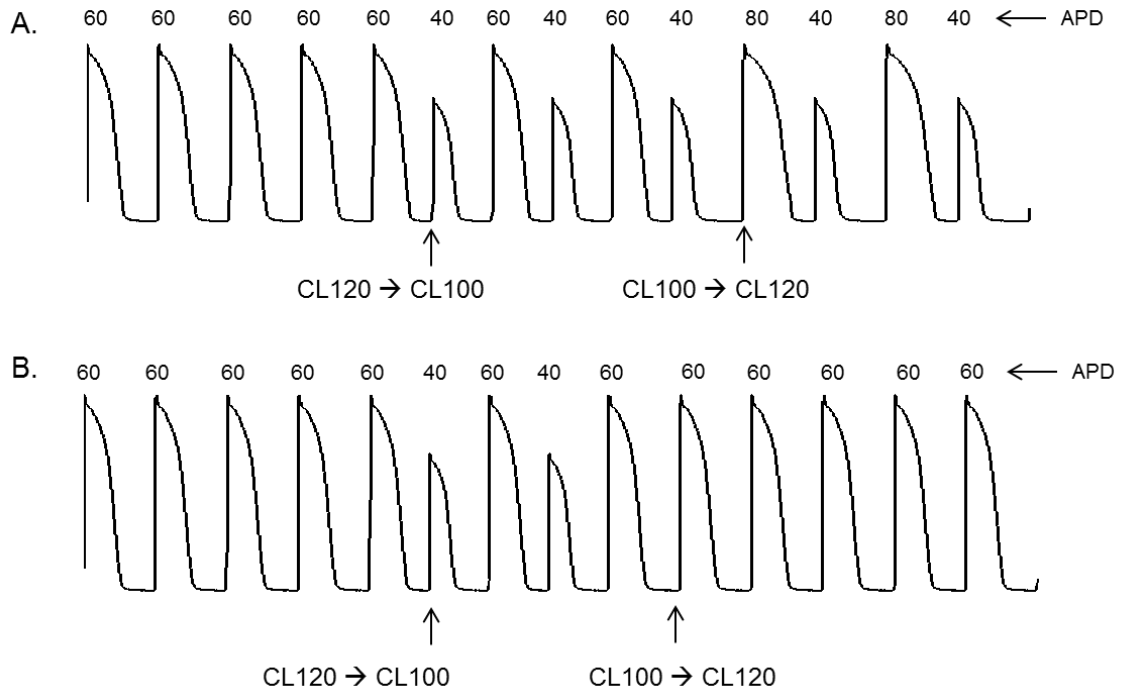 A. 60 60 60 60 60 40 60 40 60 40 80 40 80 40 ← APD
CL120 → CL100 CL100 → CL120
B. 60 60 60 60 60 40 60 40 60 60 60 60 60 60 ← APD
CL120 → CL100 CL100 → CL120